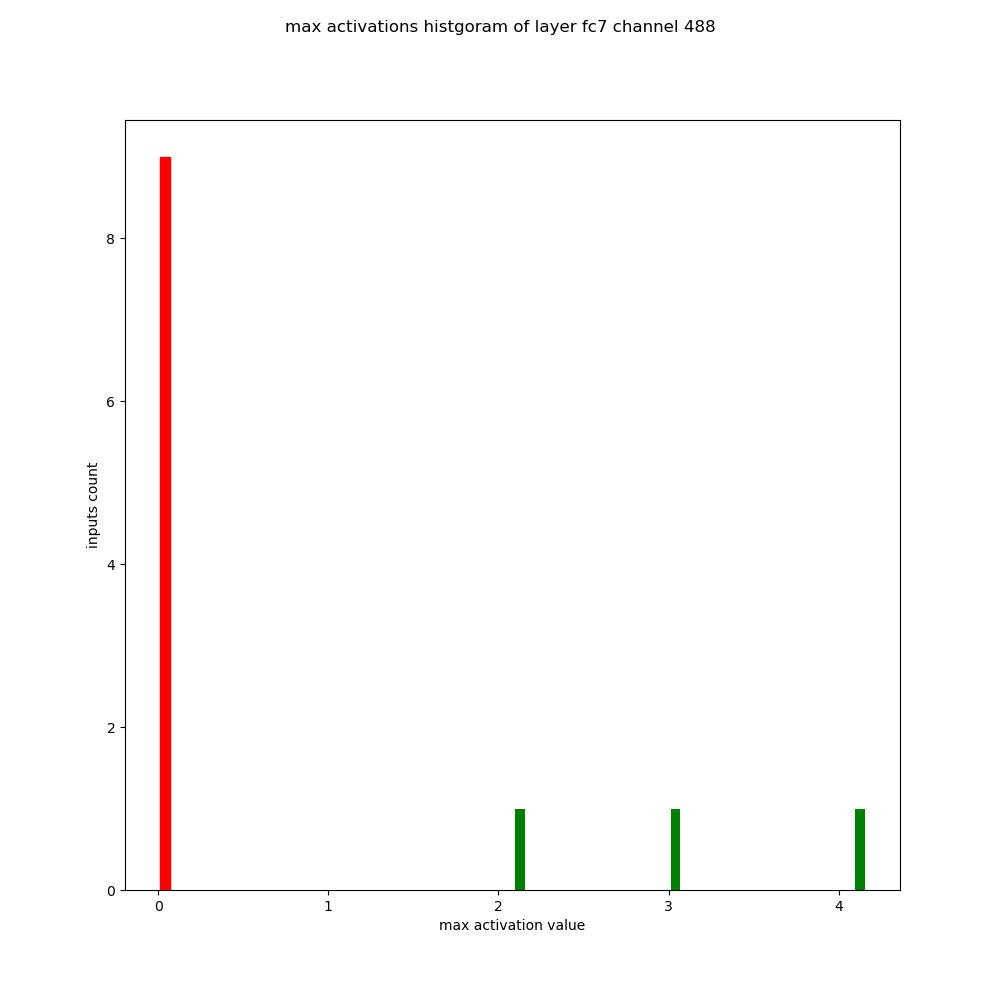 max activations histgoram of layer fc7 channel 488
8
6
4
2
0
inputs count
0 1 2 3 4
max activation value